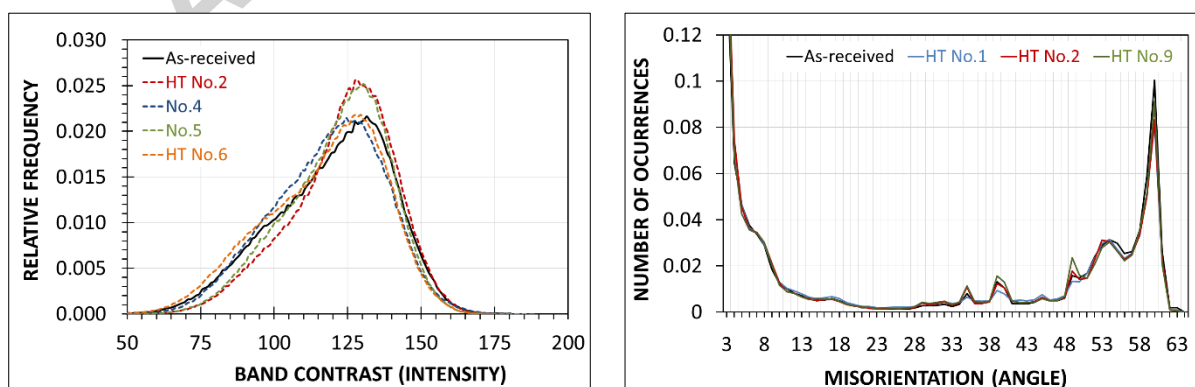 0.030
0.025
0.020
0.015
0.010
0.005
0.000
RELATIVE FREQUENCY
As-received
HT No.2
No.4
No.5
HT No.6
50 75 100 125 150 175 200
BAND CONTRAST (INTENSITY)
0.12
0.1
0.08
0.06
0.04
0.02
0
NUMBER OF OCURRENCES
As-received HT No.1 HT No.2 HT No.9
3 8 13 18 23 28 33 38 43 48 53 58 63
MISORIENTATION (ANGLE)